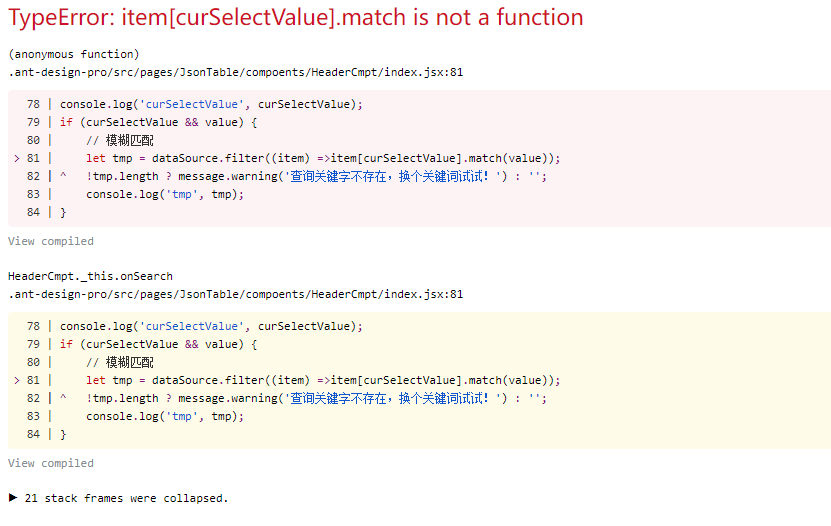 TypeError: item[curSelectValue].match is not a function
(anonymous function)
.ant-design-pro/src/pages/JsonTable/compoents/HeaderCmpt/index.jsx:81
78 | console.log('curSelectValue', curSelectValue);
79 | if (curSelectValue && value) {
80 |     // 模糊匹配
> 81 |     let tmp = dataSource.filter((item) =>item[curSelectValue].match(value));
82 | ^   !tmp.length ? message.warning('查询关键字不存在，换个关键词试试！') : '';
83 |     console.log('tmp', tmp);
84 | }
View compiled
HeaderCmpt._this.onSearch
.ant-design-pro/src/pages/JsonTable/compoents/HeaderCmpt/index.jsx:81
78 | console.log('curSelectValue', curSelectValue);
79 | if (curSelectValue && value) {
80 |     // 模糊匹配
> 81 |     let tmp = dataSource.filter((item) =>item[curSelectValue].match(value));
82 | ^   !tmp.length ? message.warning('查询关键字不存在，换个关键词试试！') : '';
83 |     console.log('tmp', tmp);
84 | }
View compiled
▶ 21 stack frames were collapsed.